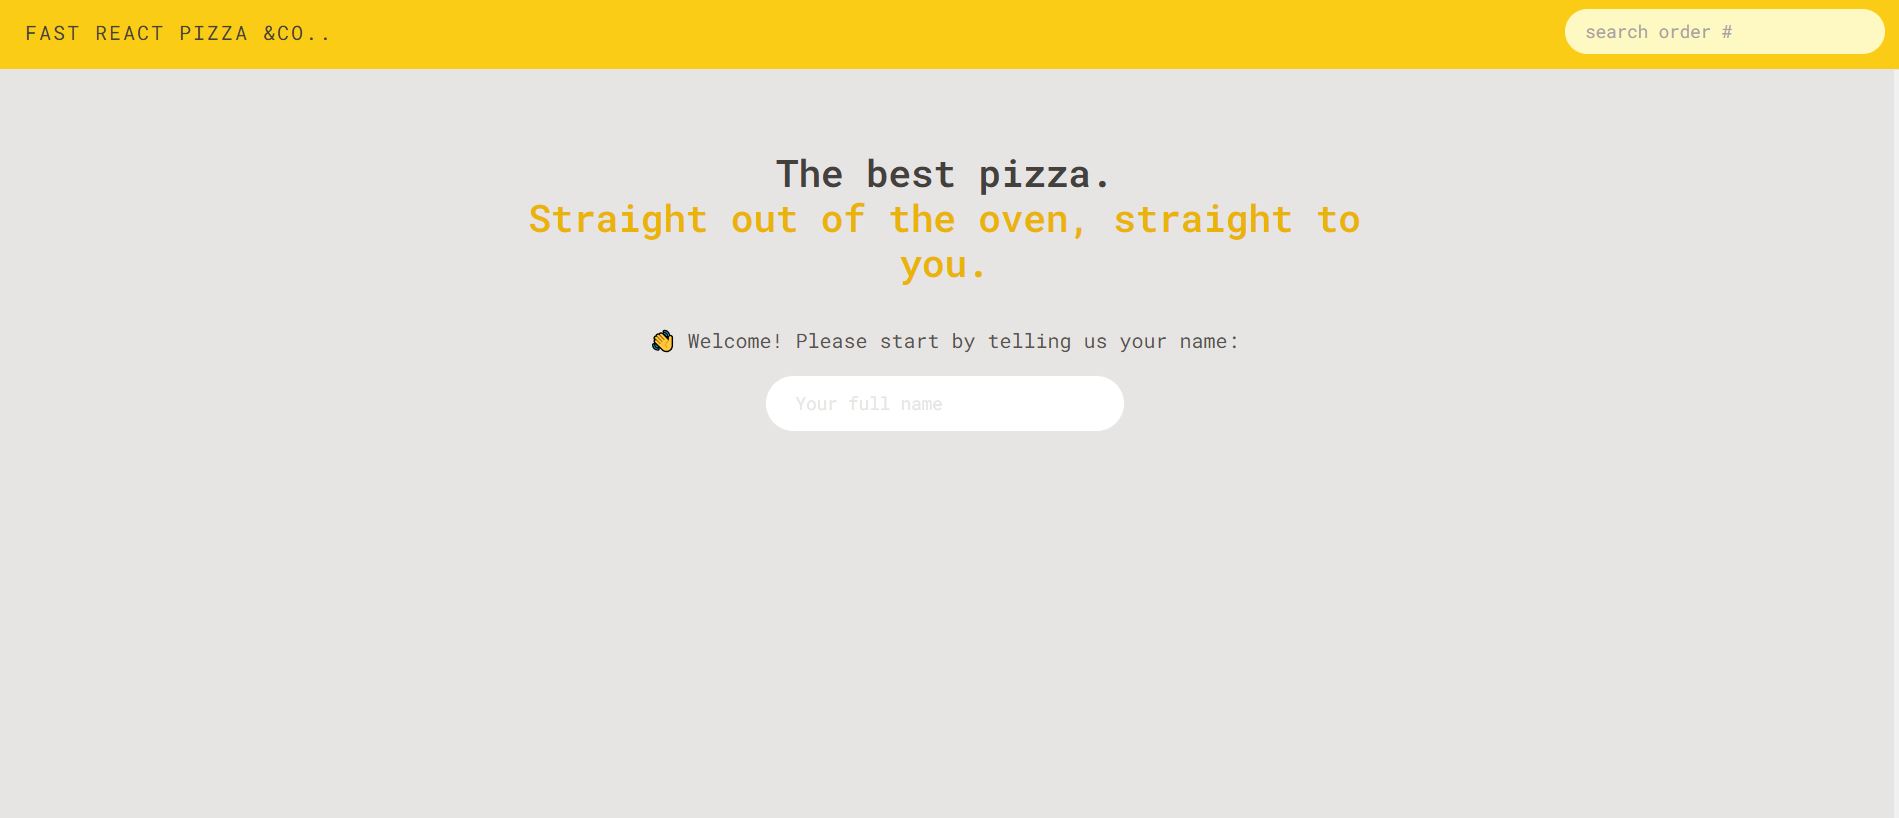 FAST REACT PIZZA &CO..
search order #
The best pizza.
Straight out of the oven, straight to
you.
👋 Welcome! Please start by telling us your name:
Your full name